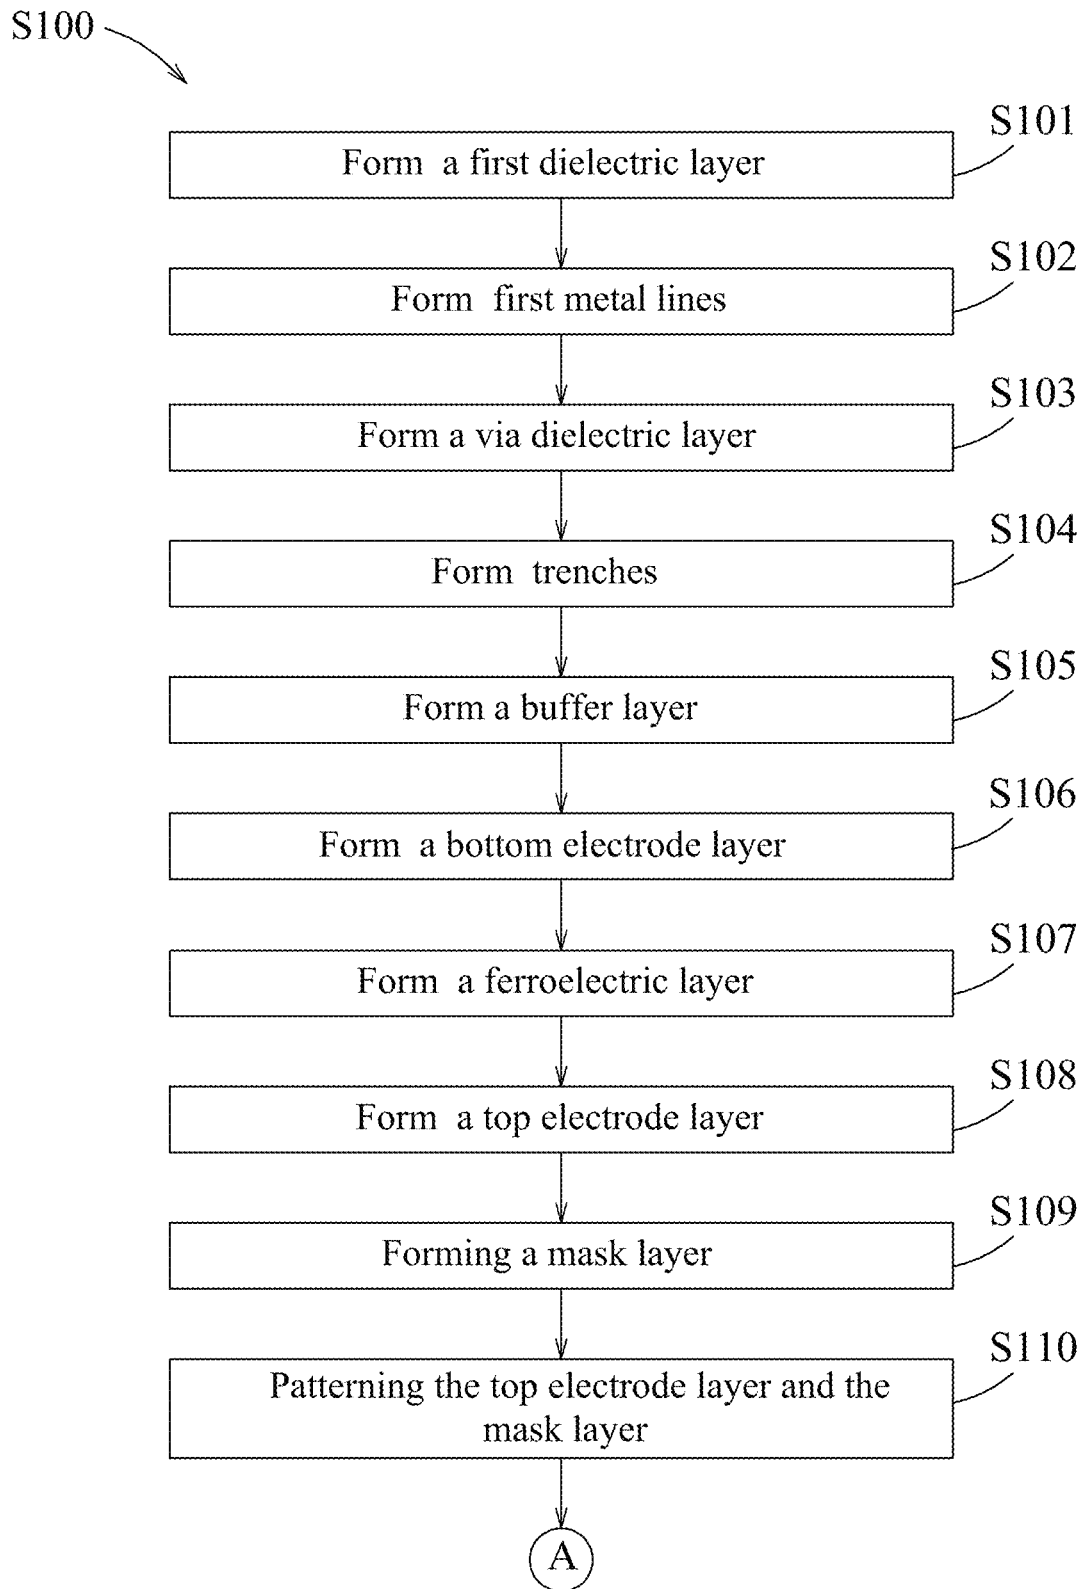 S100
S101
Form a first dielectric layer
S102
Form first metal lines
S103
Form a via dielectric layer
S104
Form trenches
S105
Form a buffer layer
S106
Form a bottom electrode layer
S107
Form a ferroelectric layer
S108
Form a top electrode layer
S109
Forming a mask layer
S110
Patterning the top electrode layer and the
mask layer
A